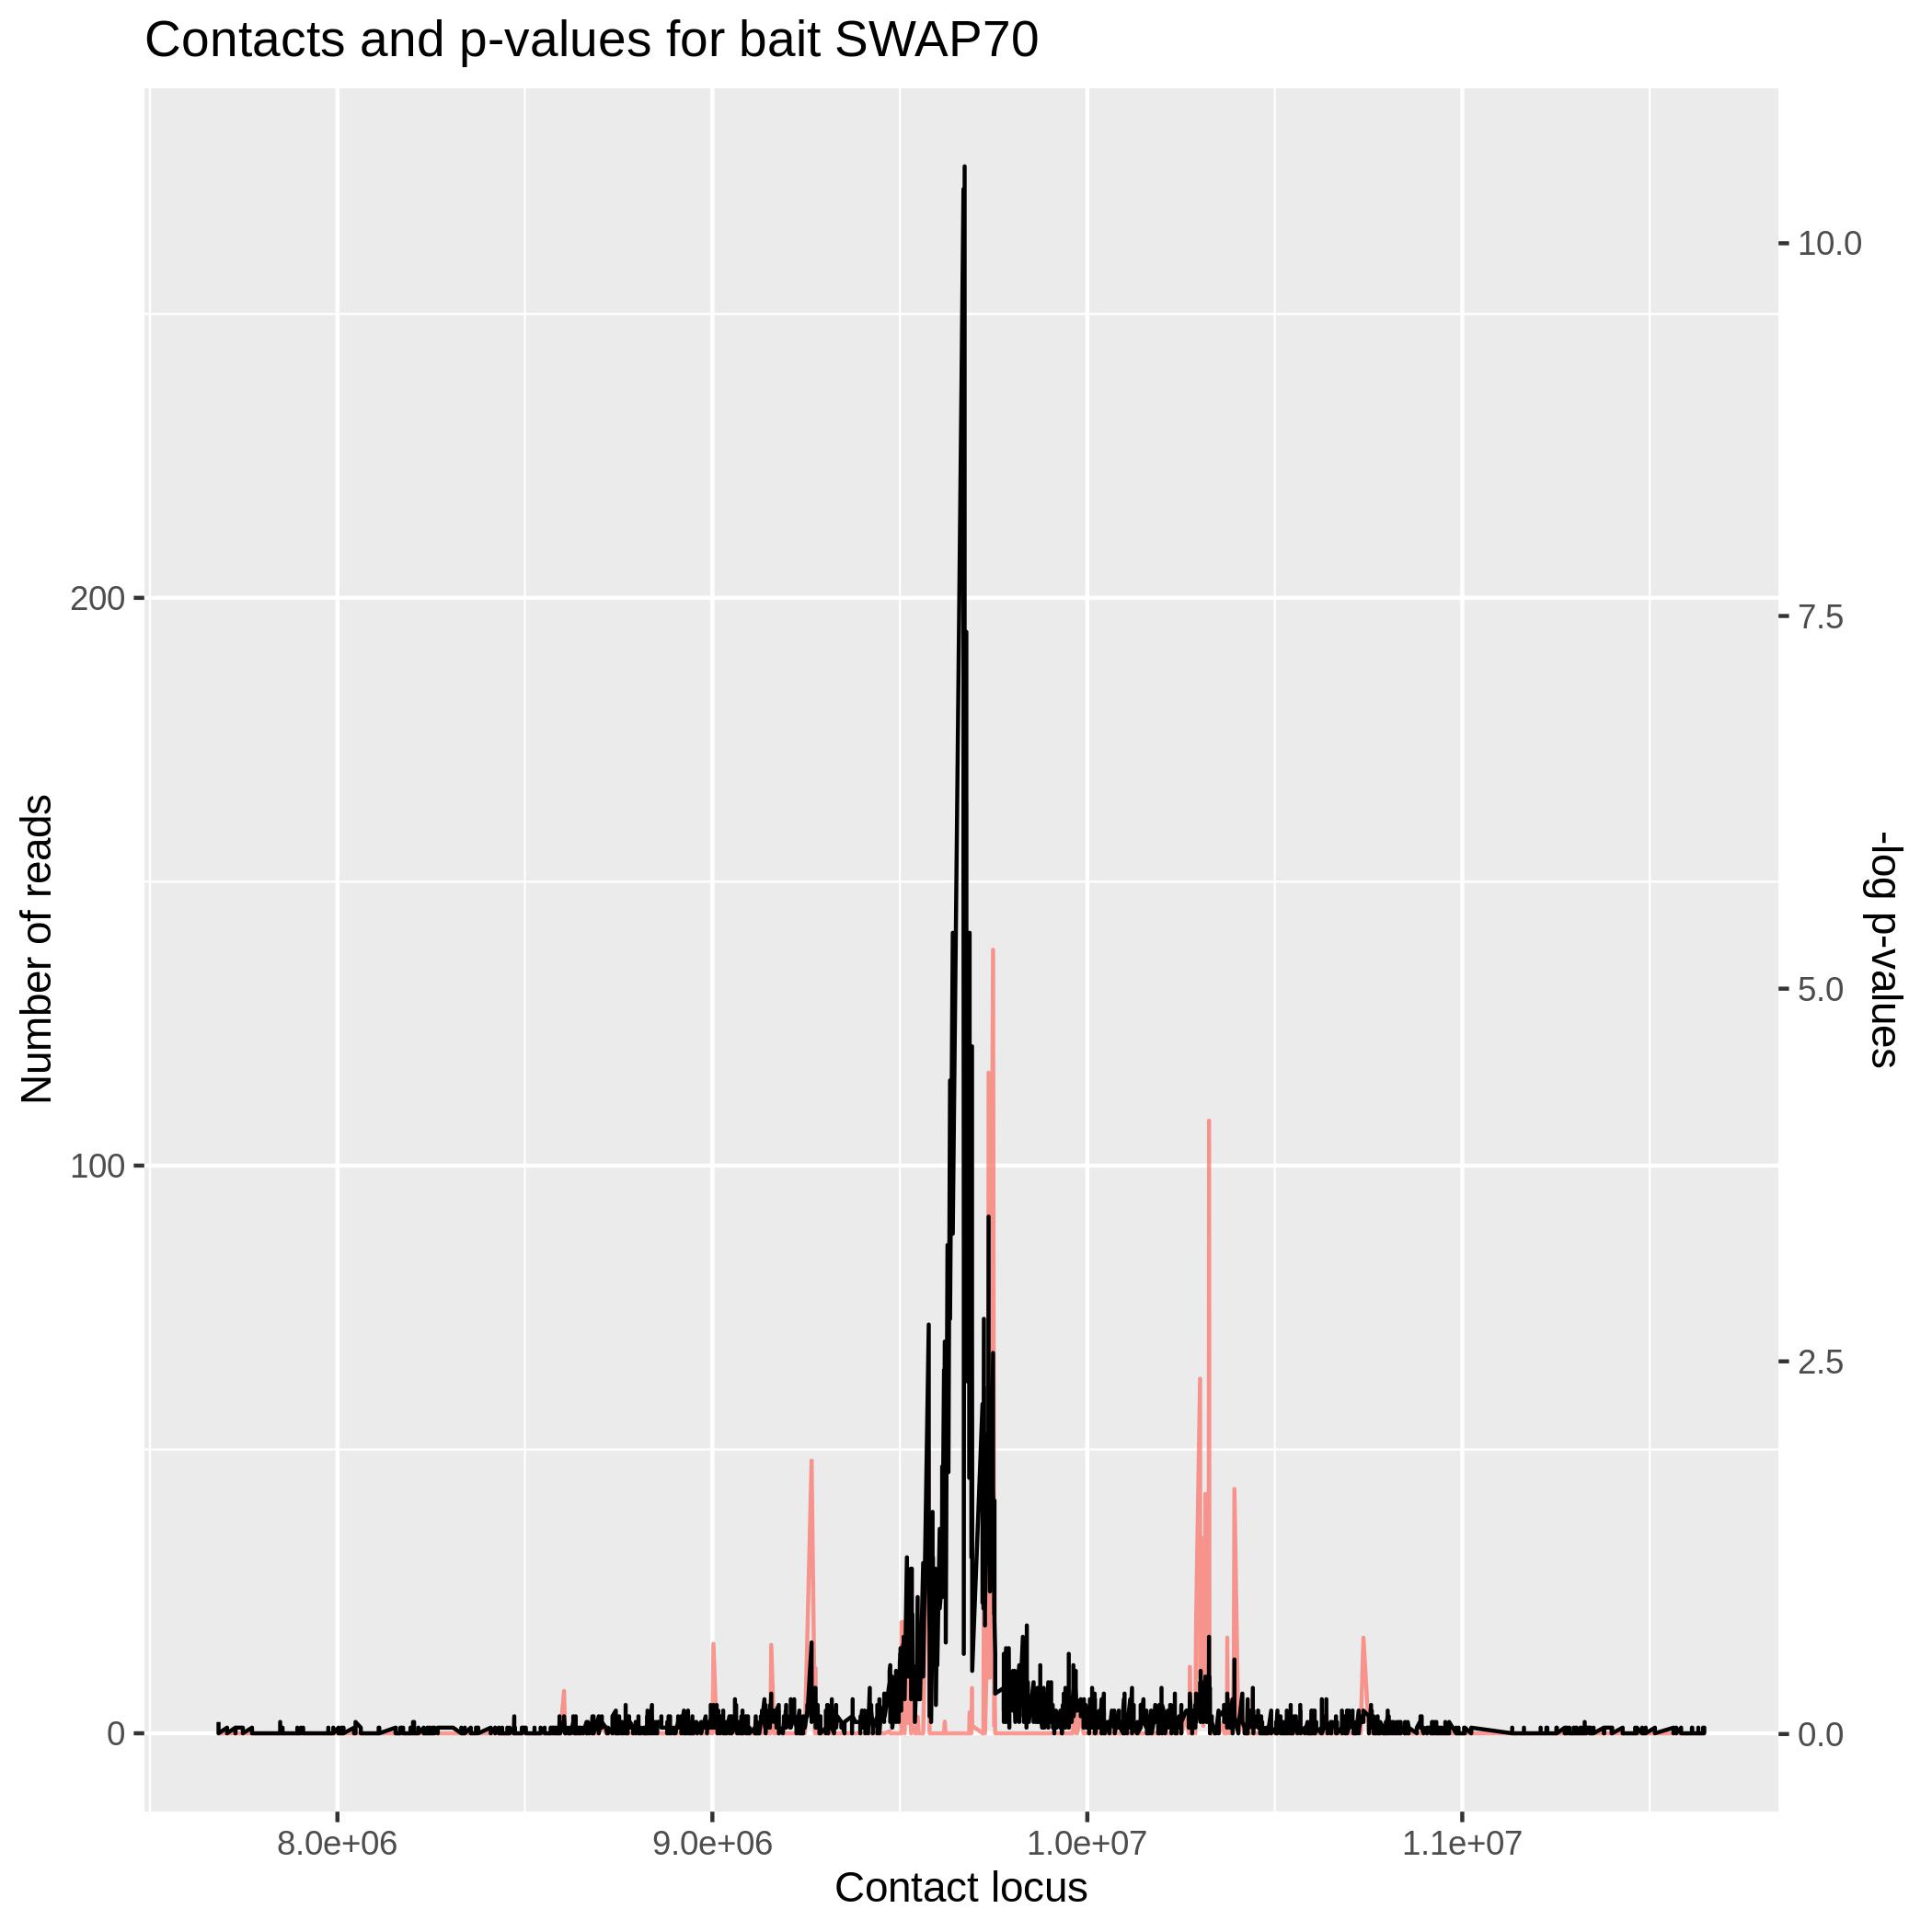 Contacts and p-values for bait SWAP70
Number of reads
200
100
0
10.0
7.5
5.0
2.5
0.0
-log p-values
8.0e+06
9.0e+06
1.0e+07
1.1e+07
Contact locus